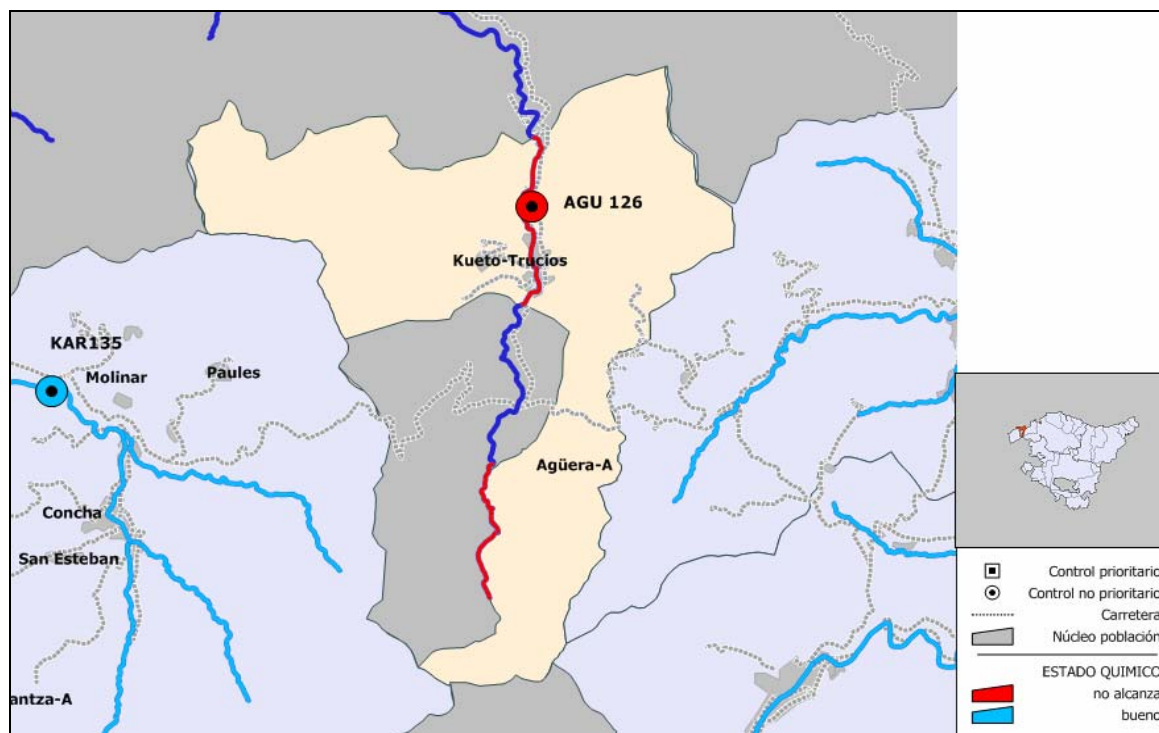 AGU 126
Kueto-Trucíos
KAR135
Molinar
Paules
Agüera-A
Concha
San Esteban
antza-A
Control prioritario
Control no prioritario
Carretera
Núcleo población
ESTADO QUIMICO
no alcanza
bueno